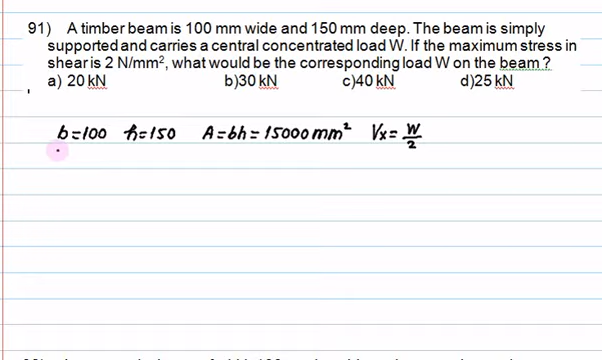 91) A timber beam is 100 mm wide and 150 mm deep. The beam is simply
supported and carries a central concentrated load W. If the maximum stress in
shear is 2 N/mm², what would be the corresponding load W on the beam ?
a) 20 kN b)30 kN c)40 kN d)25 kN
b=100 h=150 A=bh=15000mm² Vx=W/2